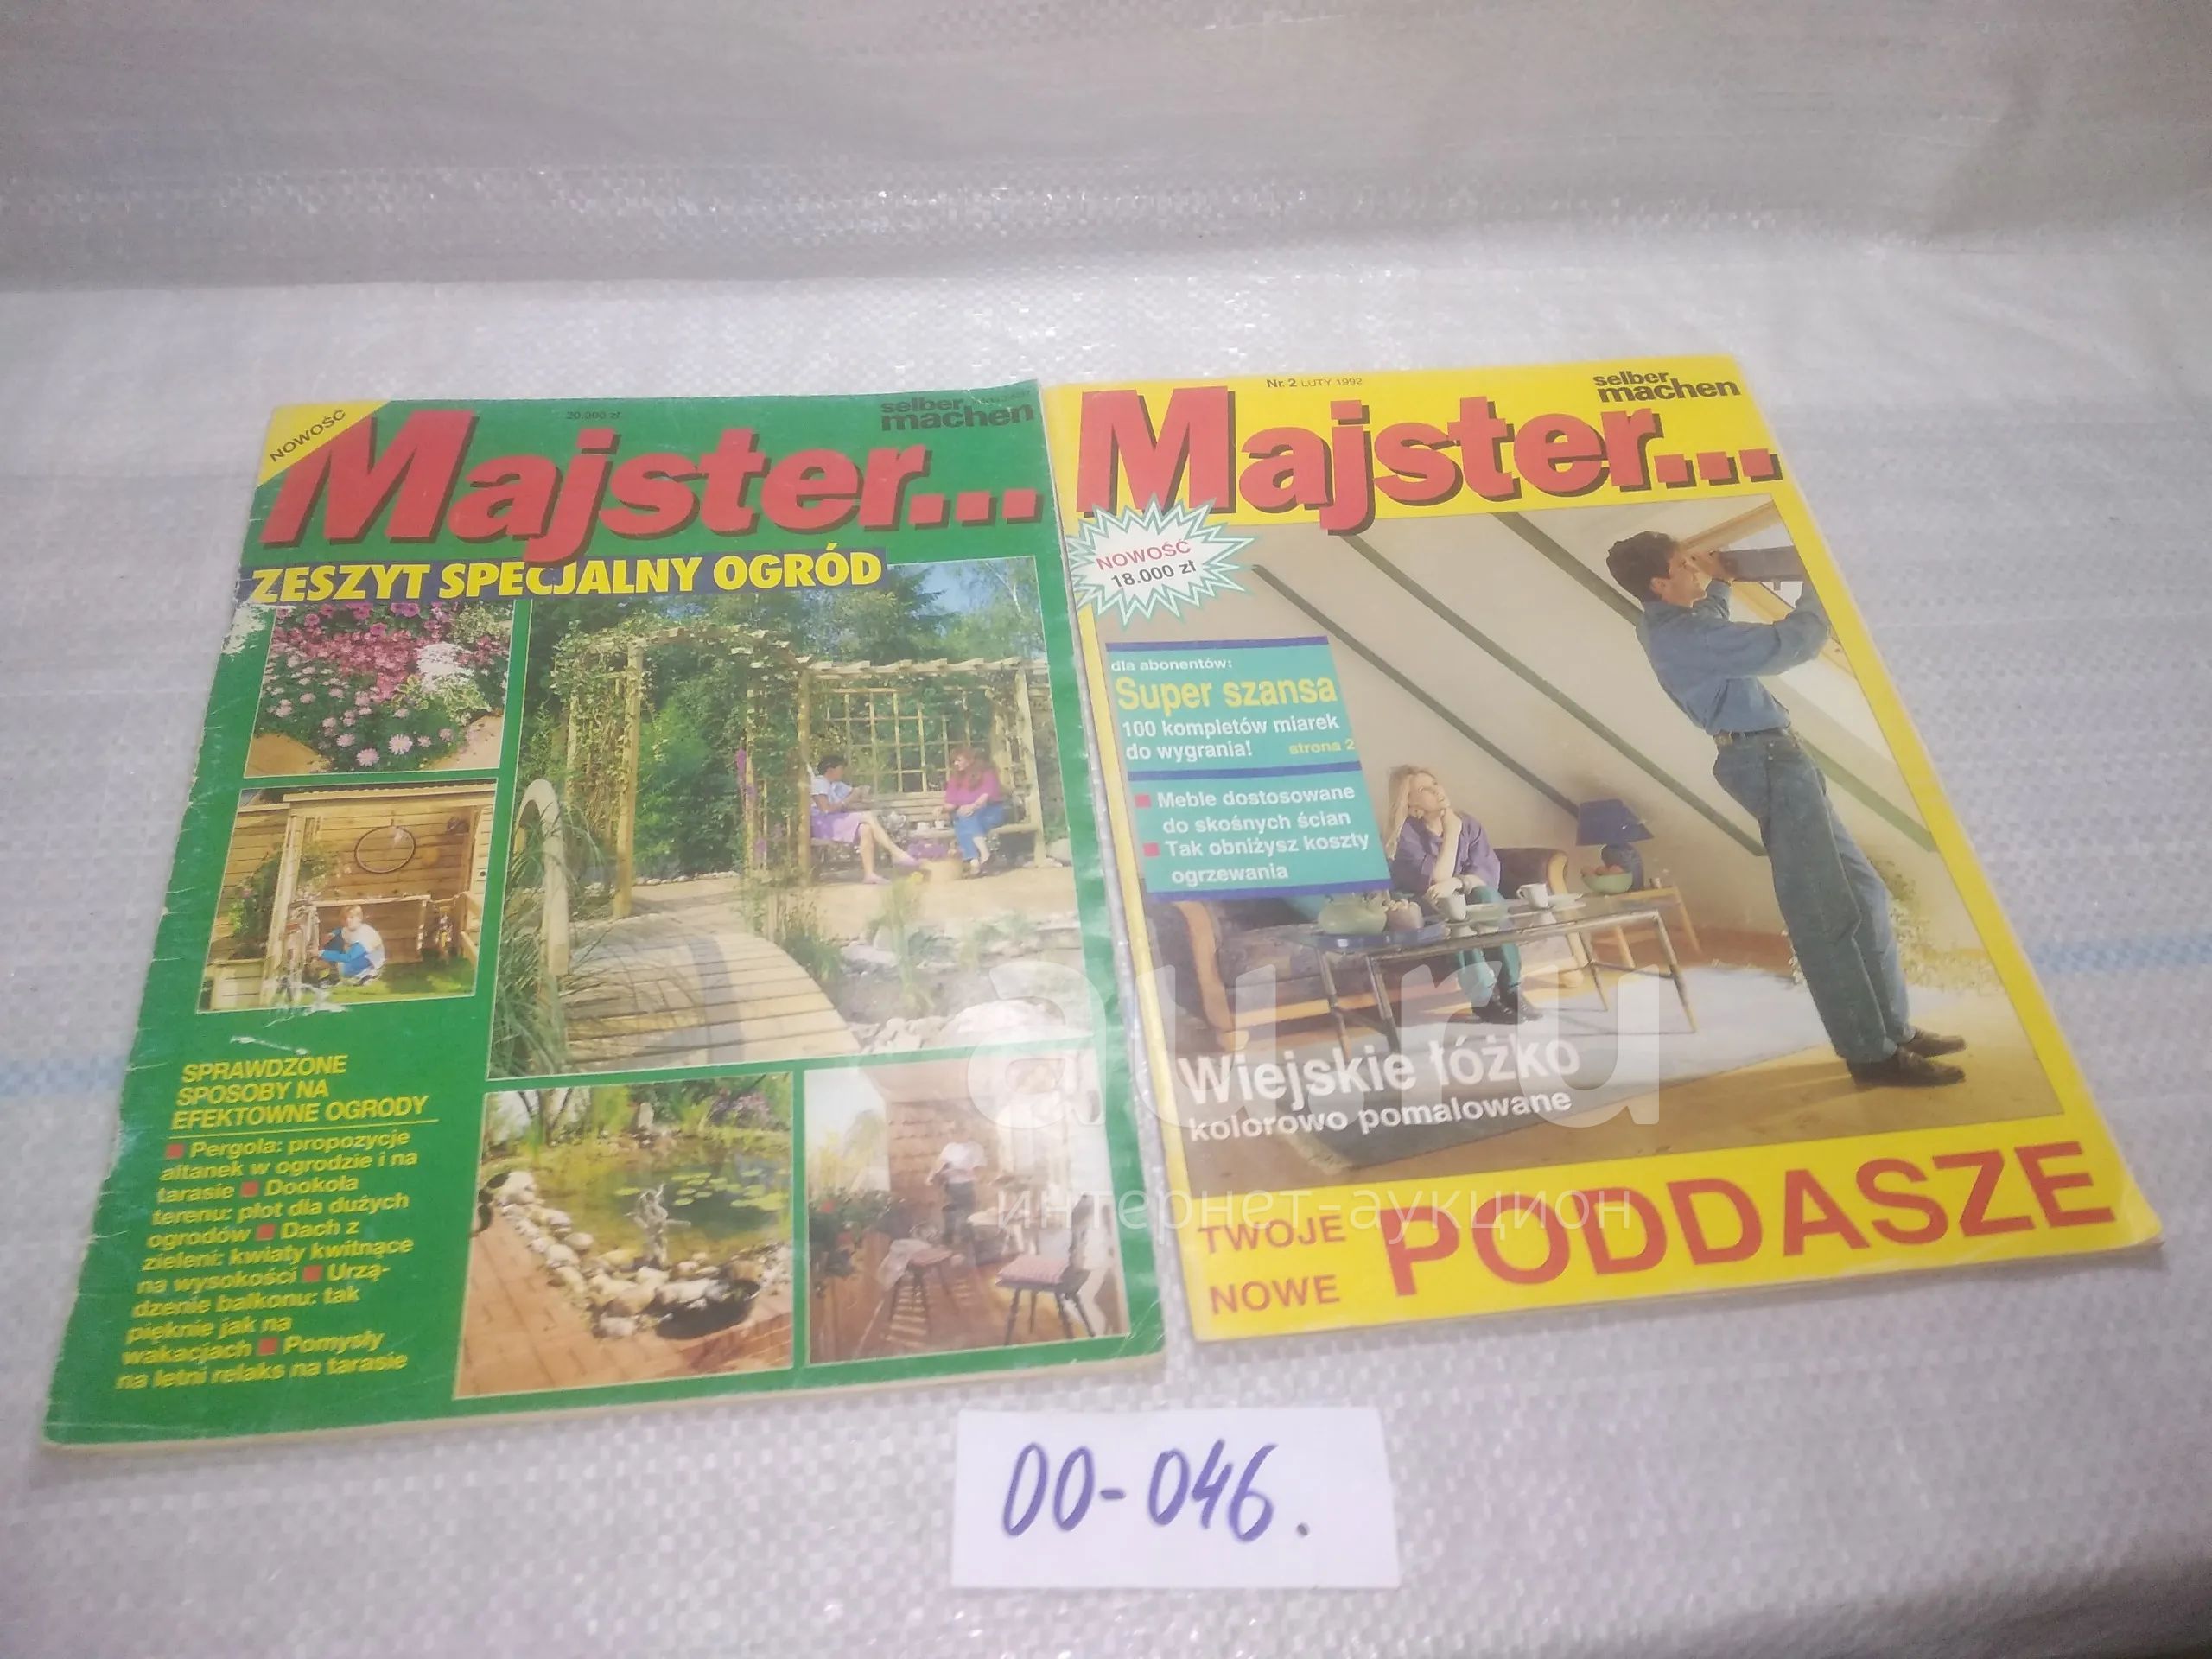 NOWOŚĆ
20.000 zł
selber
machen
Majster...
ZESZYT SPECJALNY OGRÓD
SPRAWDZONE
SPOSOBY NA
EFEKTOWNE OGRODY
■ Pergola: propozycje
altanek w ogrodzie i na
tarasie ■ Dookoła
terenu: płot dla dużych
ogrodów ■ Dach z
zieleni: kwiaty kwitnące
na wysokości ■ Urzą-
dzenie balkonu: tak
pięknie jak na
wakacjach ■ Pomysły
na letni relaks na tarasie
Nr. 2 LUTY 1992
selber
machen
Majster...
NOWOŚĆ
18.000 zł
dla abonentów:
Super szansa
100 kompletów miarek
do wygrania! strona 2
■ Meble dostosowane
do skośnych ścian
■ Tak obniżysz koszty
ogrzewania
Wiejskie łóżko
kolorowo pomalowane
TWOJE
NOWE
PODDASZE
au.ru
интернет-аукцион
00-046.